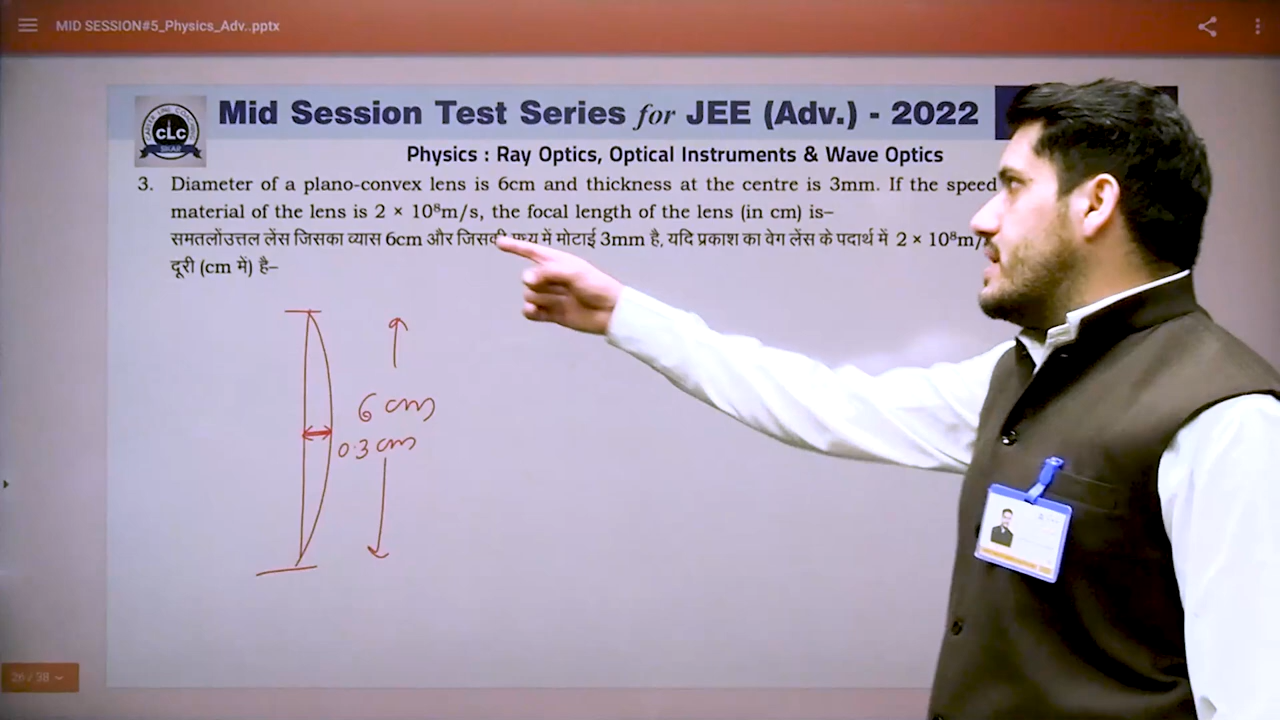 MID SESSION#5_Physics_Adv..pptx
CLC
SIKAR
Mid Session Test Series for JEE (Adv.) - 2022
Physics : Ray Optics, Optical Instruments & Wave Optics
3. Diameter of a plano-convex lens is 6cm and thickness at the centre is 3mm. If the speed
material of the lens is 2 × 10⁸m/s, the focal length of the lens (in cm) is–
समतलोंउत्तल लेंस जिसका व्यास 6cm और जिसकी मध्य में मोटाई 3mm है, यदि प्रकाश का वेग लेंस के पदार्थ में 2 × 10⁸m/
दूरी (cm में) है–
6 cm
0.3 cm
26 / 38